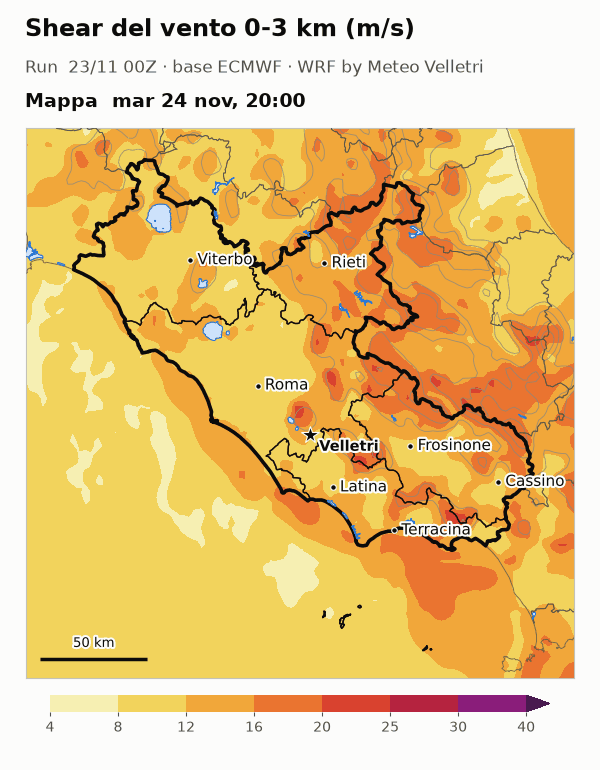 Shear del vento 0-3 km (m/s)
Run  23/11 00Z · base ECMWF · WRF by Meteo Velletri
Mappa  mar 24 nov, 20:00
Viterbo
Rieti
Roma
Velletri
Frosinone
Cassino
Latina
Terracina
50 km
4 8 12 16 20 25 30 40